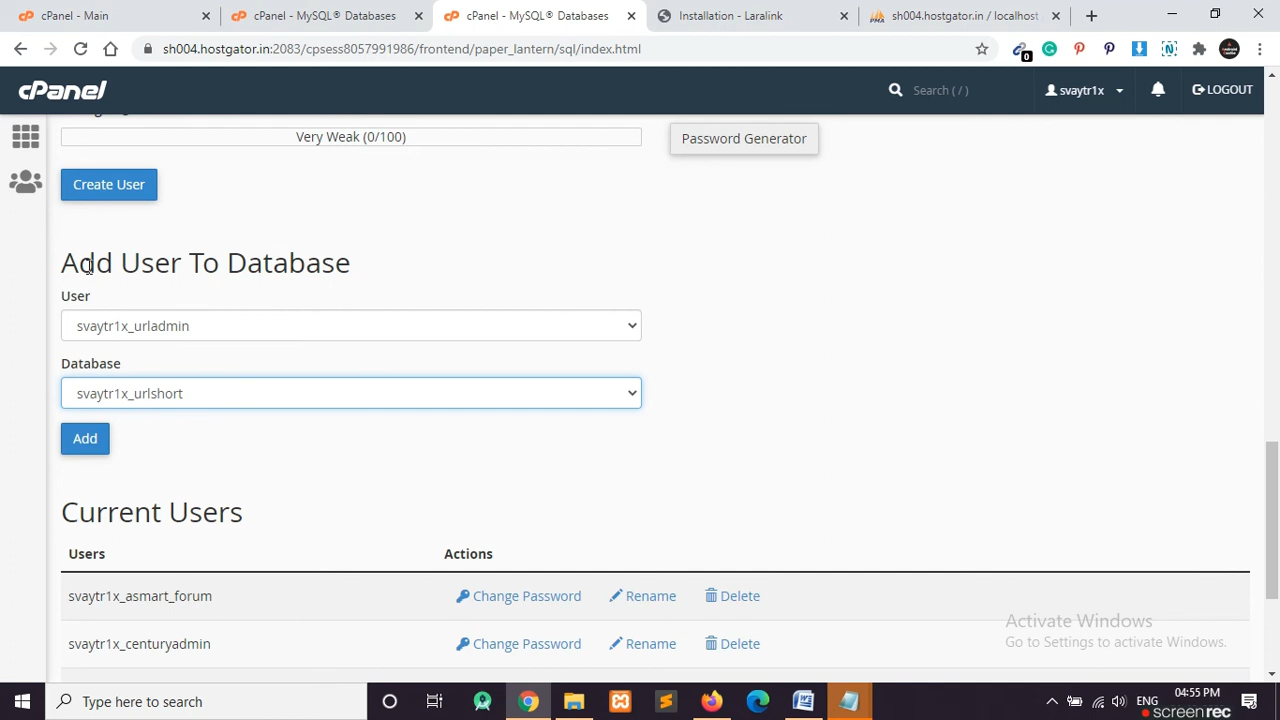 cPanel - Main
cPanel - MySQL® Databases
cPanel - MySQL® Databases
Installation - Laralink
sh004.hostgator.in / localhost
sh004.hostgator.in:2083/cpsess8057991986/frontend/paper_lantern/sql/index.html
0
cPanel
Search ( / )
svaytr1x
LOGOUT
Very Weak (0/100)
Password Generator
Create User
Add User To Database
User
svaytr1x_urladmin
Database
svaytr1x_urlshort
Add
Current Users
Users
Actions
svaytr1x_asmart_forum
Change Password
Rename
Delete
svaytr1x_centuryadmin
Change Password
Rename
Delete
Activate Windows
Go to Settings to activate Windows.
Type here to search
ENG
04:55 PM
screenrec